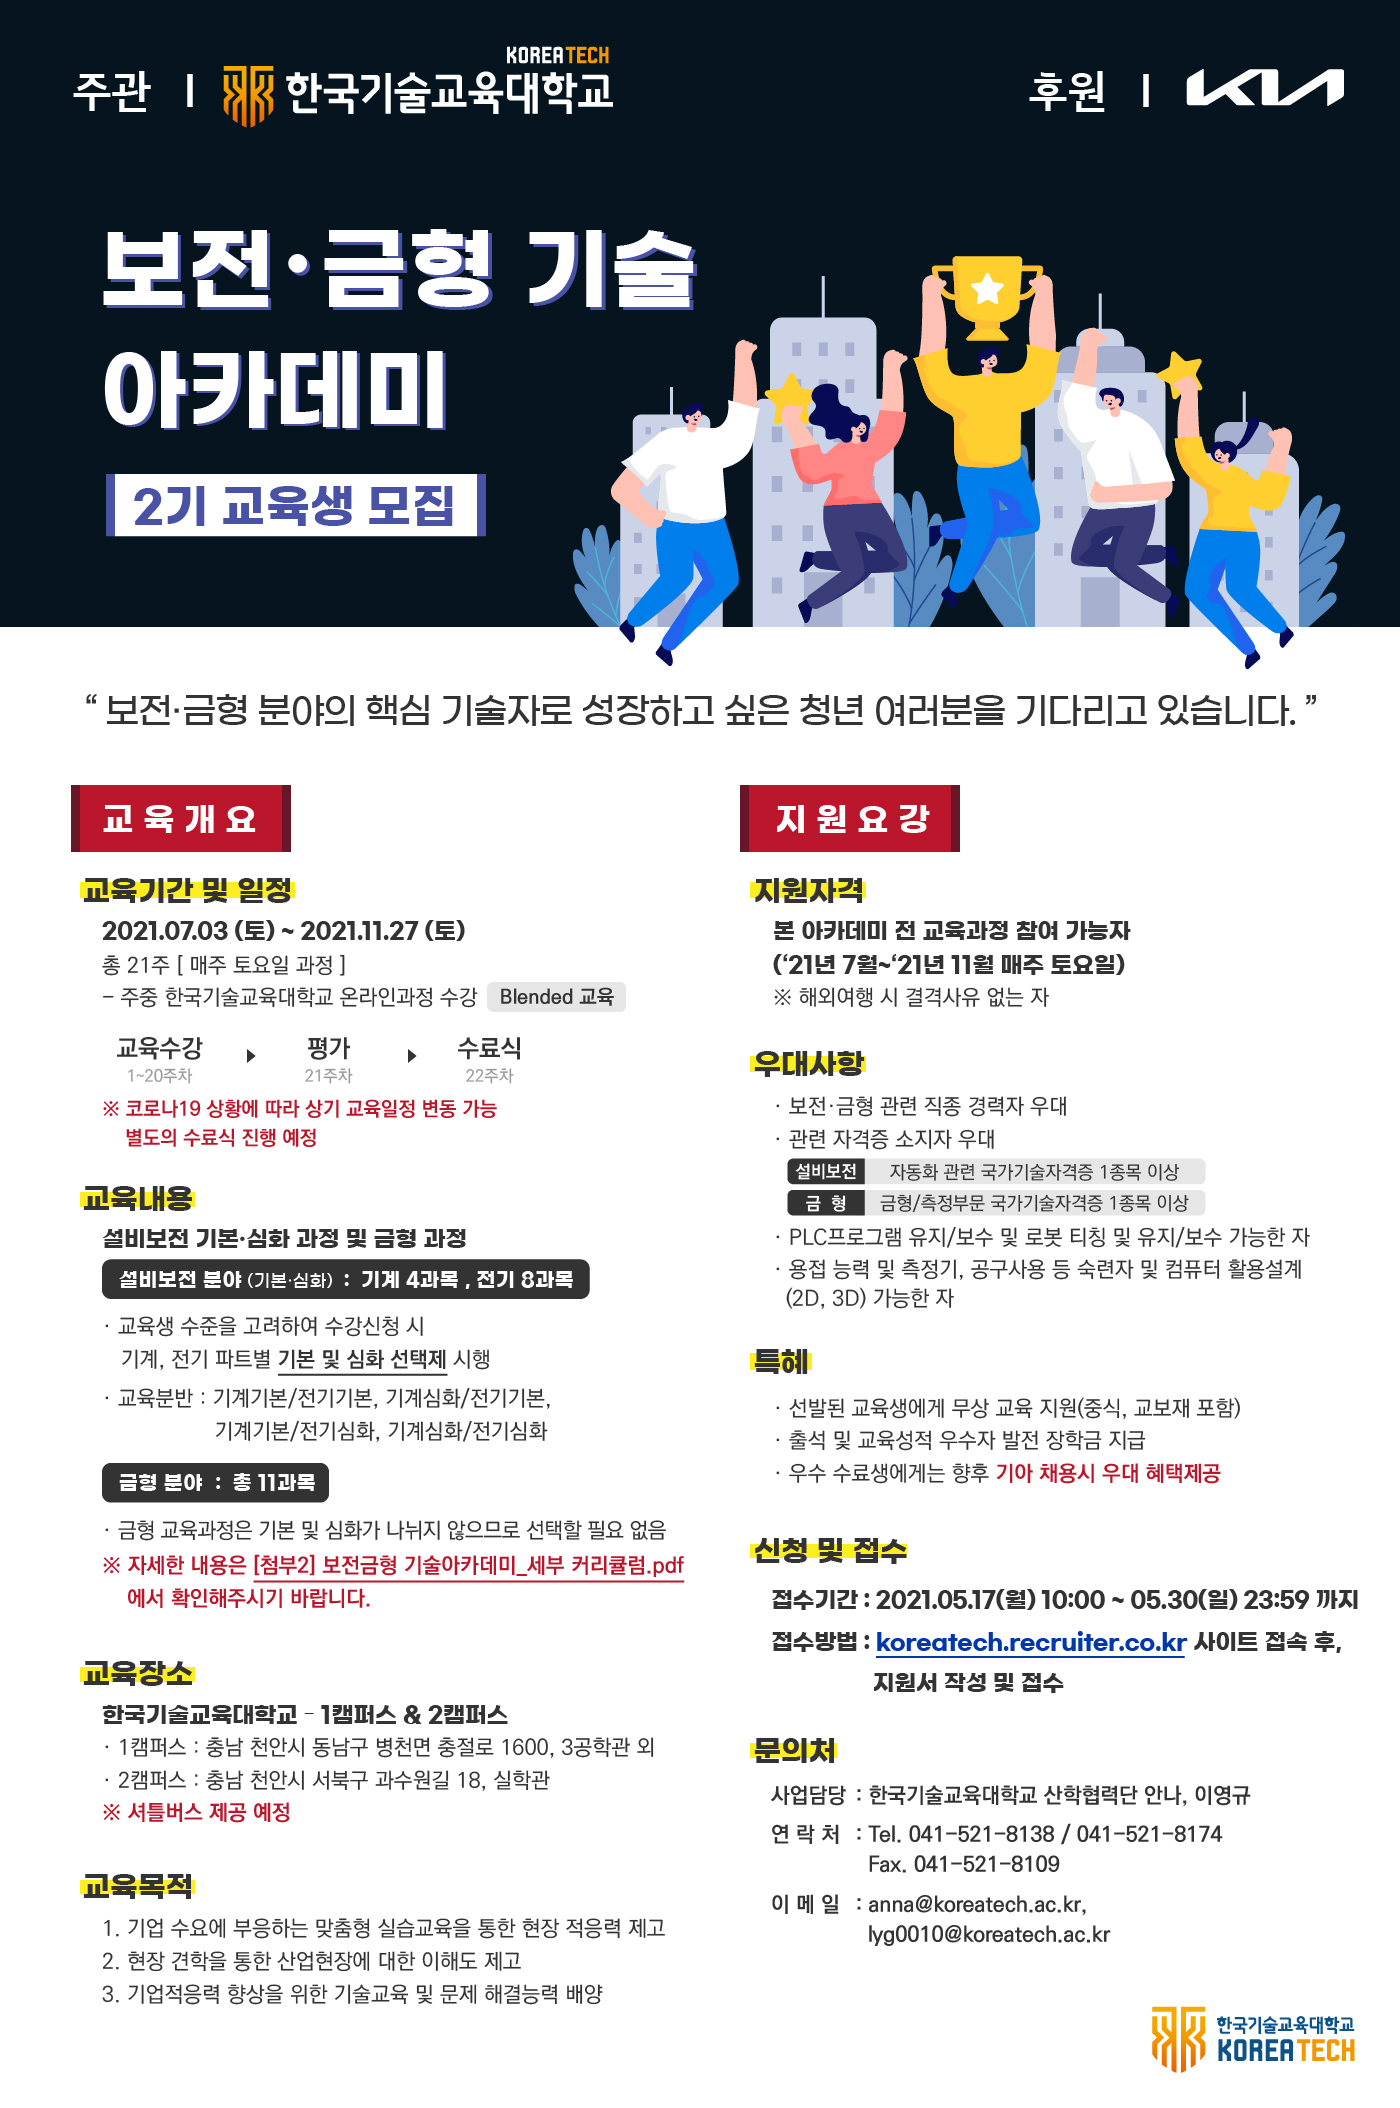 주관 | KOREATECH 한국기술교육대학교
후원 | KIA
보전·금형 기술
아카데미
2기 교육생 모집
“ 보전·금형 분야의 핵심 기술자로 성장하고 싶은 청년 여러분을 기다리고 있습니다. ”
교육개요
교육기간 및 일정
2021.07.03 (토) ~ 2021.11.27 (토)
총 21주 [ 매주 토요일 과정 ]
- 주중 한국기술교육대학교 온라인과정 수강 Blended 교육
교육수강 ▶ 평가 ▶ 수료식
1~20주차 21주차 22주차
※ 코로나19 상황에 따라 상기 교육일정 변동 가능
별도의 수료식 진행 예정
교육내용
설비보전 기본·심화 과정 및 금형 과정
설비보전 분야 (기본·심화) : 기계 4과목 , 전기 8과목
· 교육생 수준을 고려하여 수강신청 시
기계, 전기 파트별 기본 및 심화 선택제 시행
· 교육분반 : 기계기본/전기기본, 기계심화/전기기본,
기계기본/전기심화, 기계심화/전기심화
금형 분야 : 총 11과목
· 금형 교육과정은 기본 및 심화가 나뉘지 않으므로 선택할 필요 없음
※ 자세한 내용은 [첨부2] 보전금형 기술아카데미_세부 커리큘럼.pdf
에서 확인해주시기 바랍니다.
교육장소
한국기술교육대학교 - 1캠퍼스 & 2캠퍼스
· 1캠퍼스 : 충남 천안시 동남구 병천면 충절로 1600, 3공학관 외
· 2캠퍼스 : 충남 천안시 서북구 과수원길 18, 실학관
※ 셔틀버스 제공 예정
교육목적
1. 기업 수요에 부응하는 맞춤형 실습교육을 통한 현장 적응력 제고
2. 현장 견학을 통한 산업현장에 대한 이해도 제고
3. 기업적응력 향상을 위한 기술교육 및 문제 해결능력 배양
지원요강
지원자격
본 아카데미 전 교육과정 참여 가능자
(‘21년 7월~‘21년 11월 매주 토요일)
※ 해외여행 시 결격사유 없는 자
우대사항
· 보전·금형 관련 직종 경력자 우대
· 관련 자격증 소지자 우대
설비보전 자동화 관련 국가기술자격증 1종목 이상
금 형 금형/측정부문 국가기술자격증 1종목 이상
· PLC프로그램 유지/보수 및 로봇 티칭 및 유지/보수 가능한 자
· 용접 능력 및 측정기, 공구사용 등 숙련자 및 컴퓨터 활용설계
(2D, 3D) 가능한 자
특혜
· 선발된 교육생에게 무상 교육 지원(중식, 교보재 포함)
· 출석 및 교육성적 우수자 발전 장학금 지급
· 우수 수료생에게는 향후 기아 채용시 우대 혜택제공
신청 및 접수
접수기간 : 2021.05.17(월) 10:00 ~ 05.30(일) 23:59 까지
접수방법 : koreatech.recruiter.co.kr 사이트 접속 후,
지원서 작성 및 접수
문의처
사업담당 : 한국기술교육대학교 산학협력단 안나, 이영규
연 락 처 : Tel. 041-521-8138 / 041-521-8174
Fax. 041-521-8109
이 메 일 : anna@koreatech.ac.kr,
lyg0010@koreatech.ac.kr
한국기술교육대학교
KOREATECH